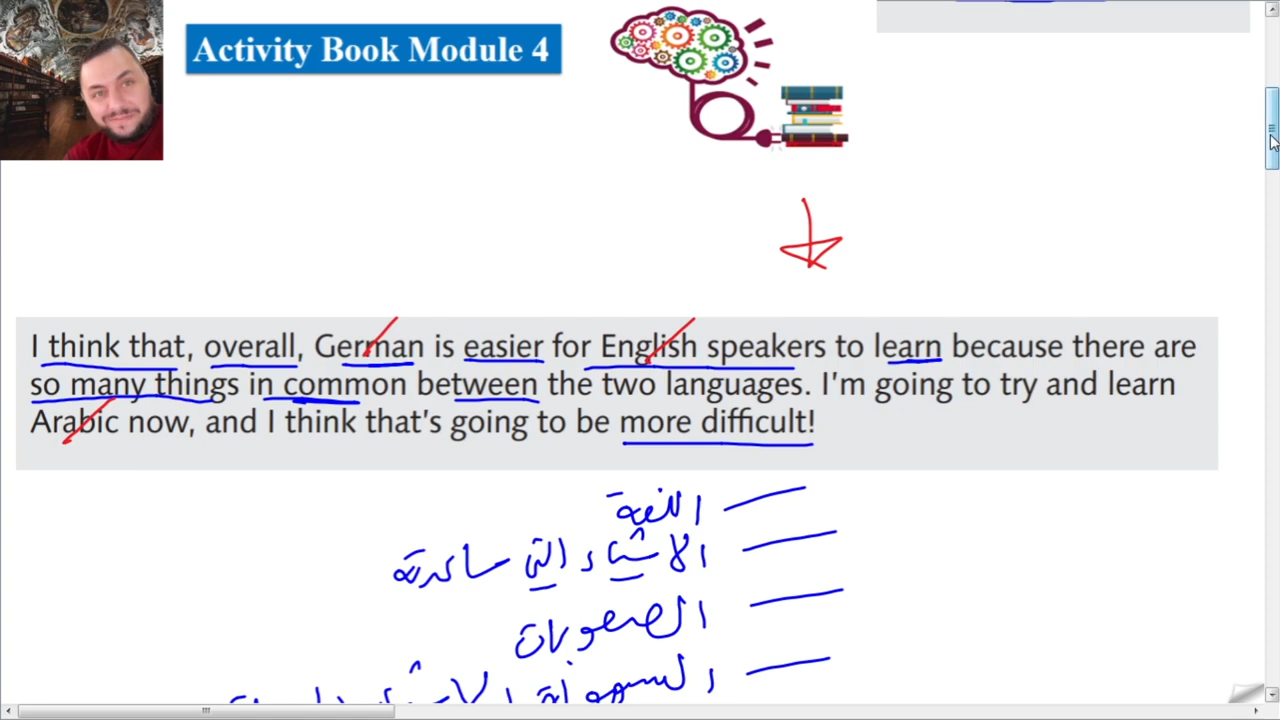 Activity Book Module 4
I think that, overall, German is easier for English speakers to learn because there are
so many things in common between the two languages. I'm going to try and learn
Arabic now, and I think that's going to be more difficult!
اللغة
الاشياء التي ساعدتة
الصعوبات